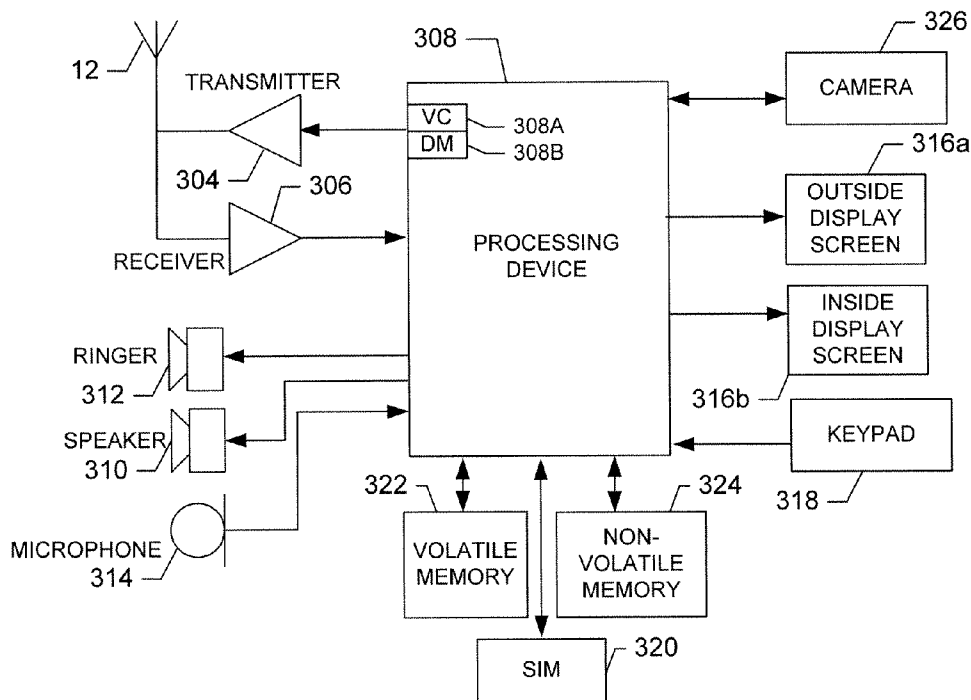 12
TRANSMITTER
304
306
RECEIVER
308
VC
308A
DM
308B
PROCESSING
DEVICE
326
CAMERA
316a
OUTSIDE
DISPLAY
SCREEN
INSIDE
DISPLAY
SCREEN
316b
KEYPAD
318
RINGER
312
SPEAKER
310
MICROPHONE
314
322
VOLATILE
MEMORY
324
NON-
VOLATILE
MEMORY
SIM
320